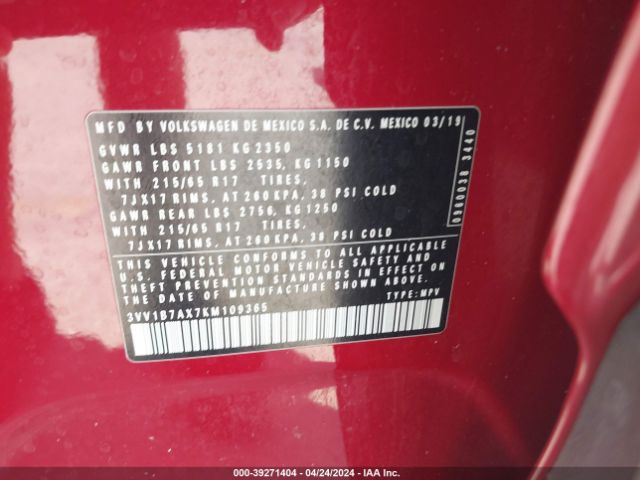 MFD BY VOLKSWAGEN DE MEXICO S.A. DE C.V. MEXICO 03/19
GVWR LBS 5181 KG 2350
GAWR FRONT LBS 2535, KG 1150
WITH 215/65 R17 TIRES,
7JX17 RIMS, AT 260 KPA, 38 PSI COLD
GAWR REAR LBS 2756, KG 1250
WITH 215/65 R17 TIRES,
7JX17 RIMS, AT 260 KPA, 38 PSI COLD
THIS VEHICLE CONFORMS TO ALL APPLICABLE
U.S. FEDERAL MOTOR VEHICLE SAFETY AND
THEFT PREVENTION STANDARDS IN EFFECT ON
THE DATE OF MANUFACTURE SHOWN ABOVE.
3VV1B7AX7KM109365 TYPE: MPV
0980038 3440
000-39271404 - 04/24/2024 - IAA Inc.